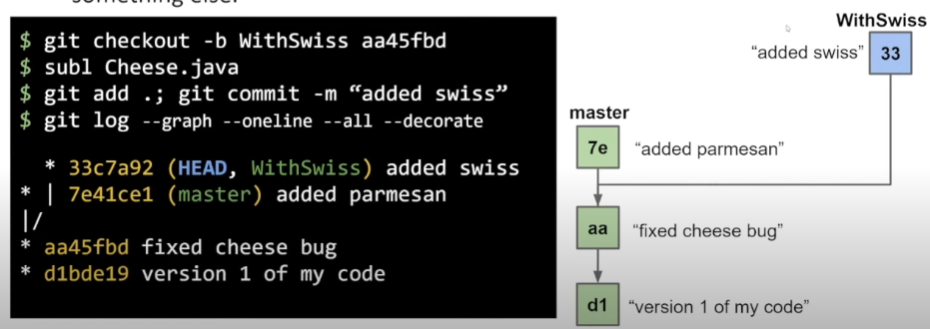 something else.
$ git checkout -b WithSwiss aa45fbd
$ subl Cheese.java
$ git add .; git commit -m “added swiss”
$ git log --graph --oneline --all --decorate
* 33c7a92 (HEAD, WithSwiss) added swiss
* | 7e41ce1 (master) added parmesan
|/
* aa45fbd fixed cheese bug
* d1bde19 version 1 of my code
WithSwiss
“added swiss” 33
master
7e “added parmesan”
aa “fixed cheese bug”
d1 “version 1 of my code”